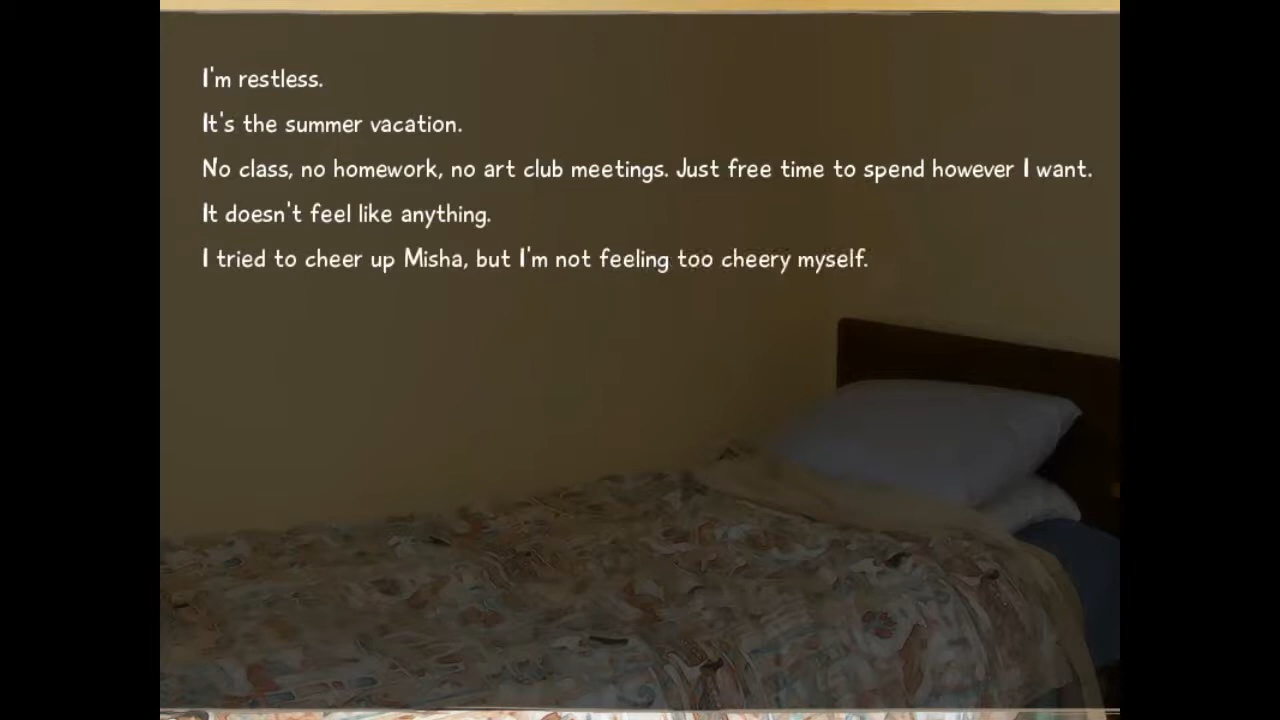 I'm restless.
It's the summer vacation.
No class, no homework, no art club meetings. Just free time to spend however I want.
It doesn't feel like anything.
I tried to cheer up Misha, but I'm not feeling too cheery myself.